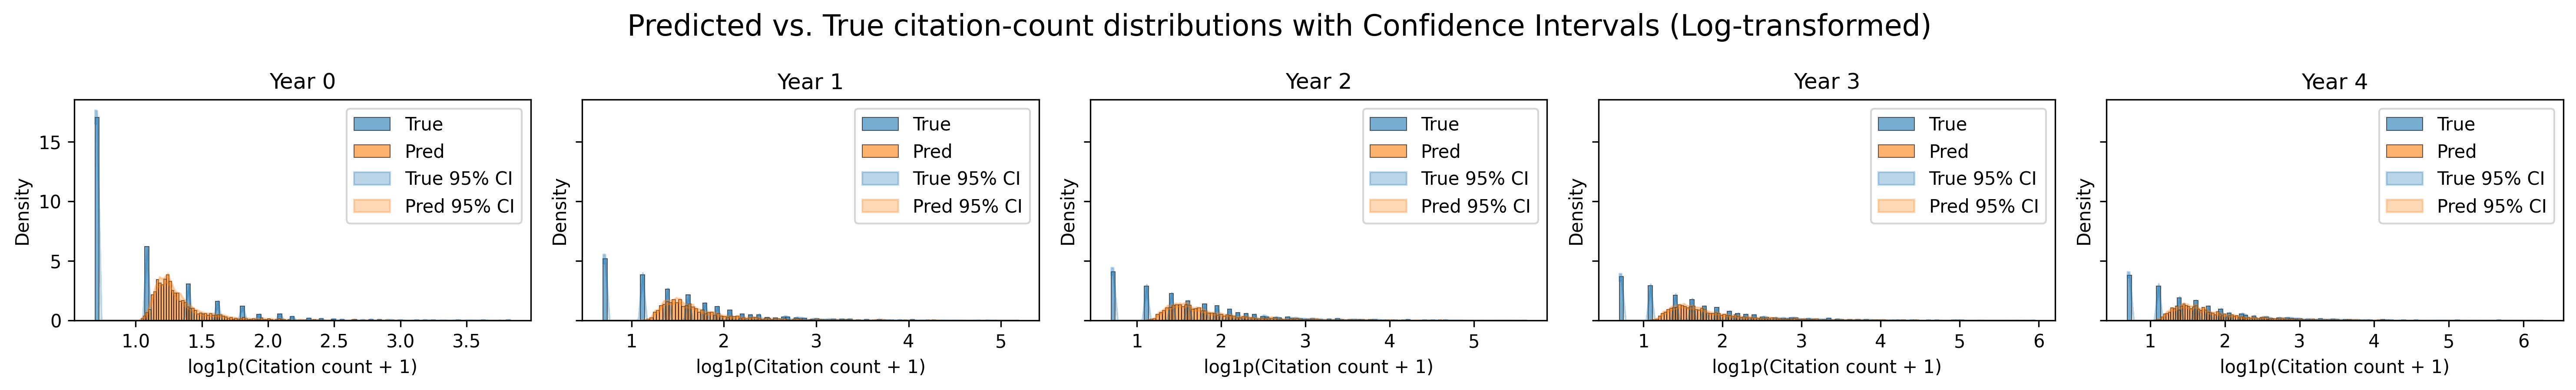 Predicted vs. True citation-count distributions with Confidence Intervals (Log-transformed)
Year 0
Density
0
5
10
15
1.0 1.5 2.0 2.5 3.0 3.5
log1p(Citation count + 1)
True
Pred
True 95% CI
Pred 95% CI
Year 1
Density
1 2 3 4 5
log1p(Citation count + 1)
True
Pred
True 95% CI
Pred 95% CI
Year 2
Density
1 2 3 4 5
log1p(Citation count + 1)
True
Pred
True 95% CI
Pred 95% CI
Year 3
Density
1 2 3 4 5 6
log1p(Citation count + 1)
True
Pred
True 95% CI
Pred 95% CI
Year 4
Density
1 2 3 4 5 6
log1p(Citation count + 1)
True
Pred
True 95% CI
Pred 95% CI